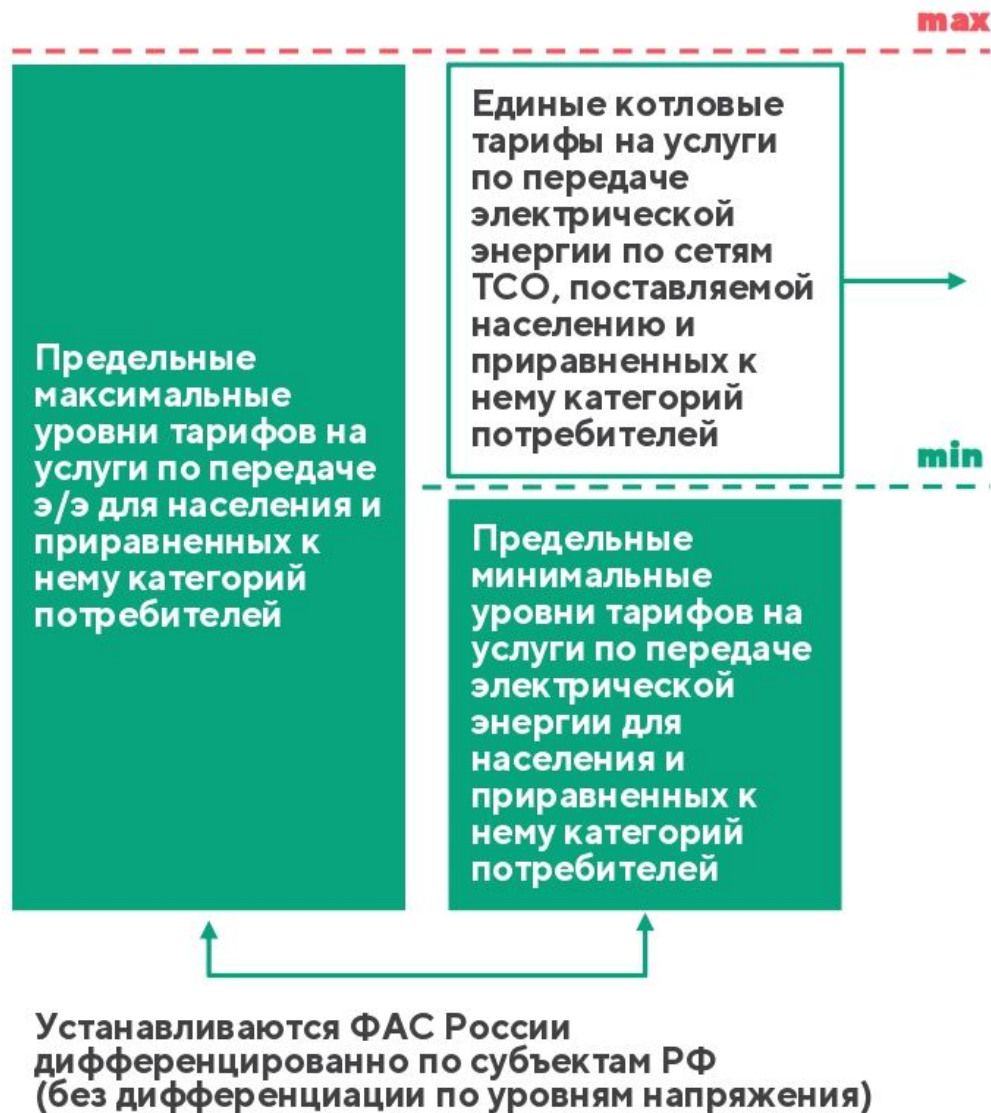 max
Предельные
максимальные
уровни тарифов на
услуги по передаче
э/э для населения и
приравненных к
нему категорий
потребителей
Единые котловые
тарифы на услуги
по передаче
электрической
энергии по сетям
ТСО, поставляемой
населению и
приравненных к
нему категорий
потребителей
min
Предельные
минимальные
уровни тарифов на
услуги по передаче
электрической
энергии для
населения и
приравненных к
нему категорий
потребителей
Устанавливаются ФАС России
дифференцированно по субъектам РФ
(без дифференциации по уровням напряжения)